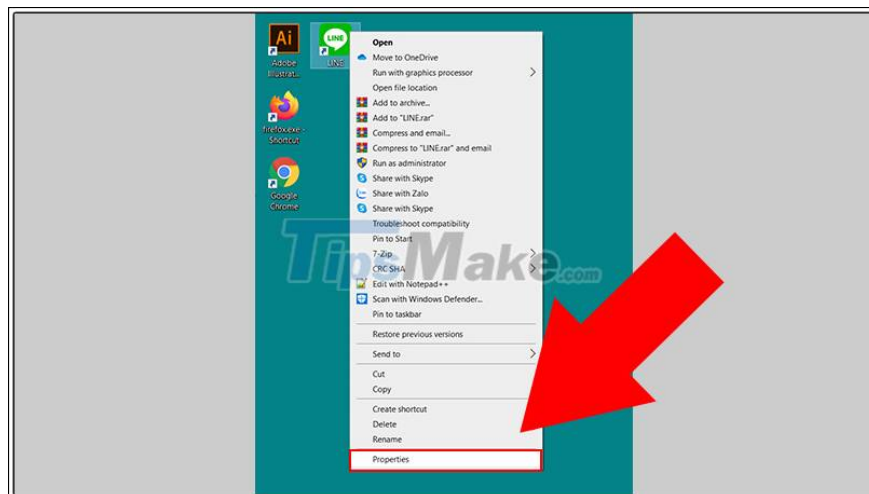 Ai
LINE
Adobe
Illustrat...
LINE
firefox.exe -
Shortcut
Google
Chrome
Open
Move to OneDrive
Run with graphics processor
Open file location
Add to archive...
Add to "LINE.rar"
Compress and email...
Compress to "LINE.rar" and email
Run as administrator
Share with Skype
Share with Zalo
Share with Skype
Troubleshoot compatibility
Pin to Start
7-Zip
CRC SHA
Edit with Notepad++
Scan with Windows Defender...
Pin to taskbar
Restore previous versions
Send to
Cut
Copy
Create shortcut
Delete
Rename
Properties
TipsMake.com